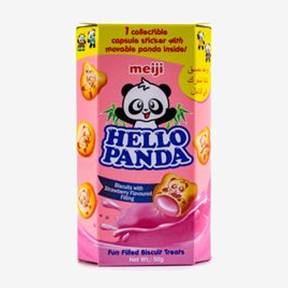 1 collectible
capsule sticker with
movable panda inside!
meiji
HELLO
PANDA
Biscuits with
Strawberry Flavoured
Filling
Fun Filled Biscuit Treats
Net Wt.: 50g